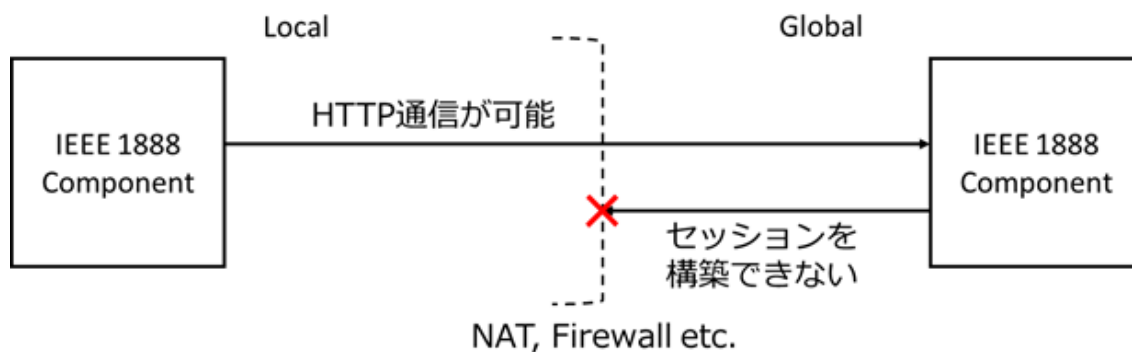 Local
Global
HTTP通信が可能
IEEE 1888
Component
IEEE 1888
Component
セッションを
構築できない
NAT, Firewall etc.